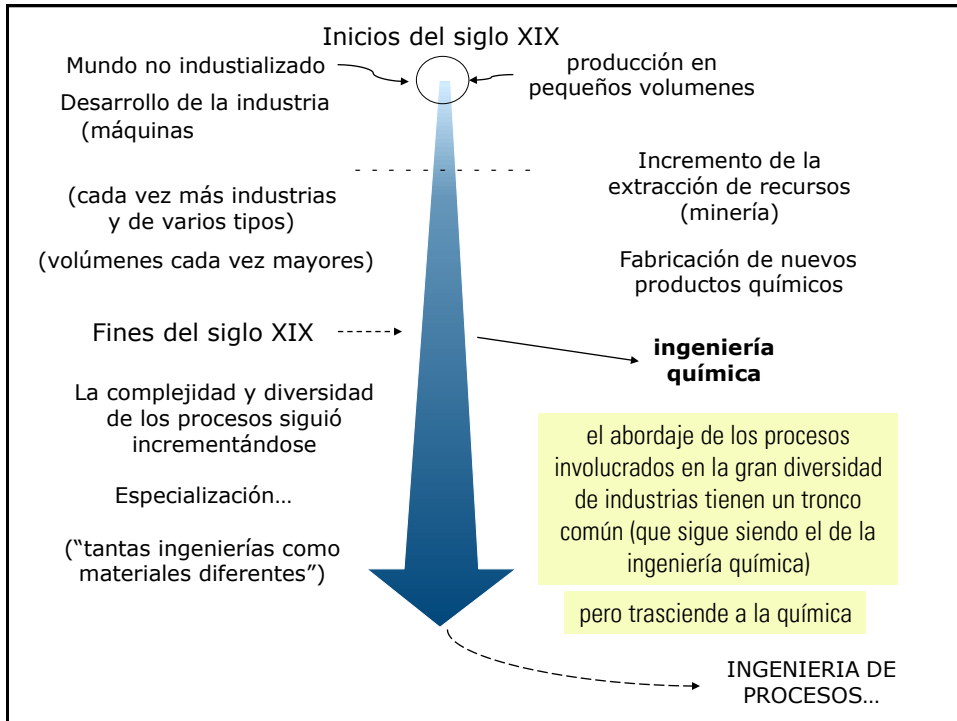 Inicios del siglo XIX
Mundo no industializado
producción en
pequeños volumenes
Desarrollo de la industria
(máquinas
Incremento de la
extracción de recursos
(minería)
(cada vez más industrias
y de varios tipos)
(volúmenes cada vez mayores)
Fabricación de nuevos
productos químicos
Fines del siglo XIX
ingeniería
química
La complejidad y diversidad
de los procesos siguió
incrementándose
el abordaje de los procesos
involucrados en la gran diversidad
de industrias tienen un tronco
común (que sigue siendo el de la
ingeniería química)
Especialización…
(“tantas ingenierías como
materiales diferentes”)
pero trasciende a la química
INGENIERIA DE
PROCESOS…